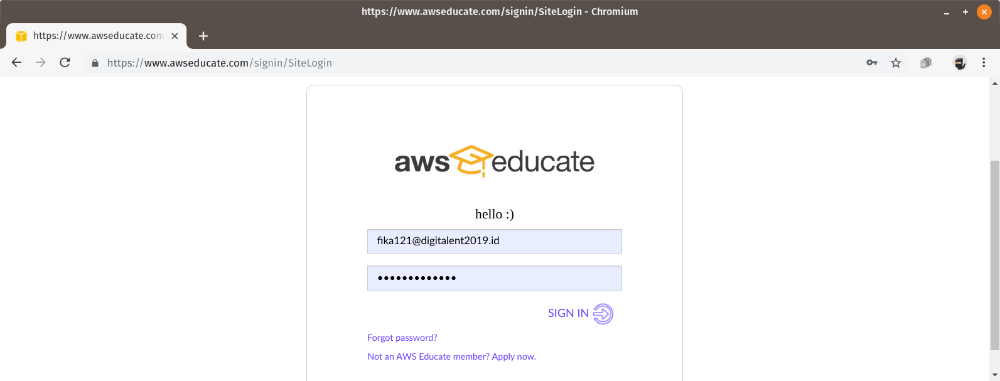 https://www.awseducate.com/signin/SiteLogin - Chromium
https://www.awseducate.com
https://www.awseducate.com/signin/SiteLogin
aws educate
hello :)
fika121@digitalent2019.id
•••••••••••••
SIGN IN
Forgot password?
Not an AWS Educate member? Apply now.